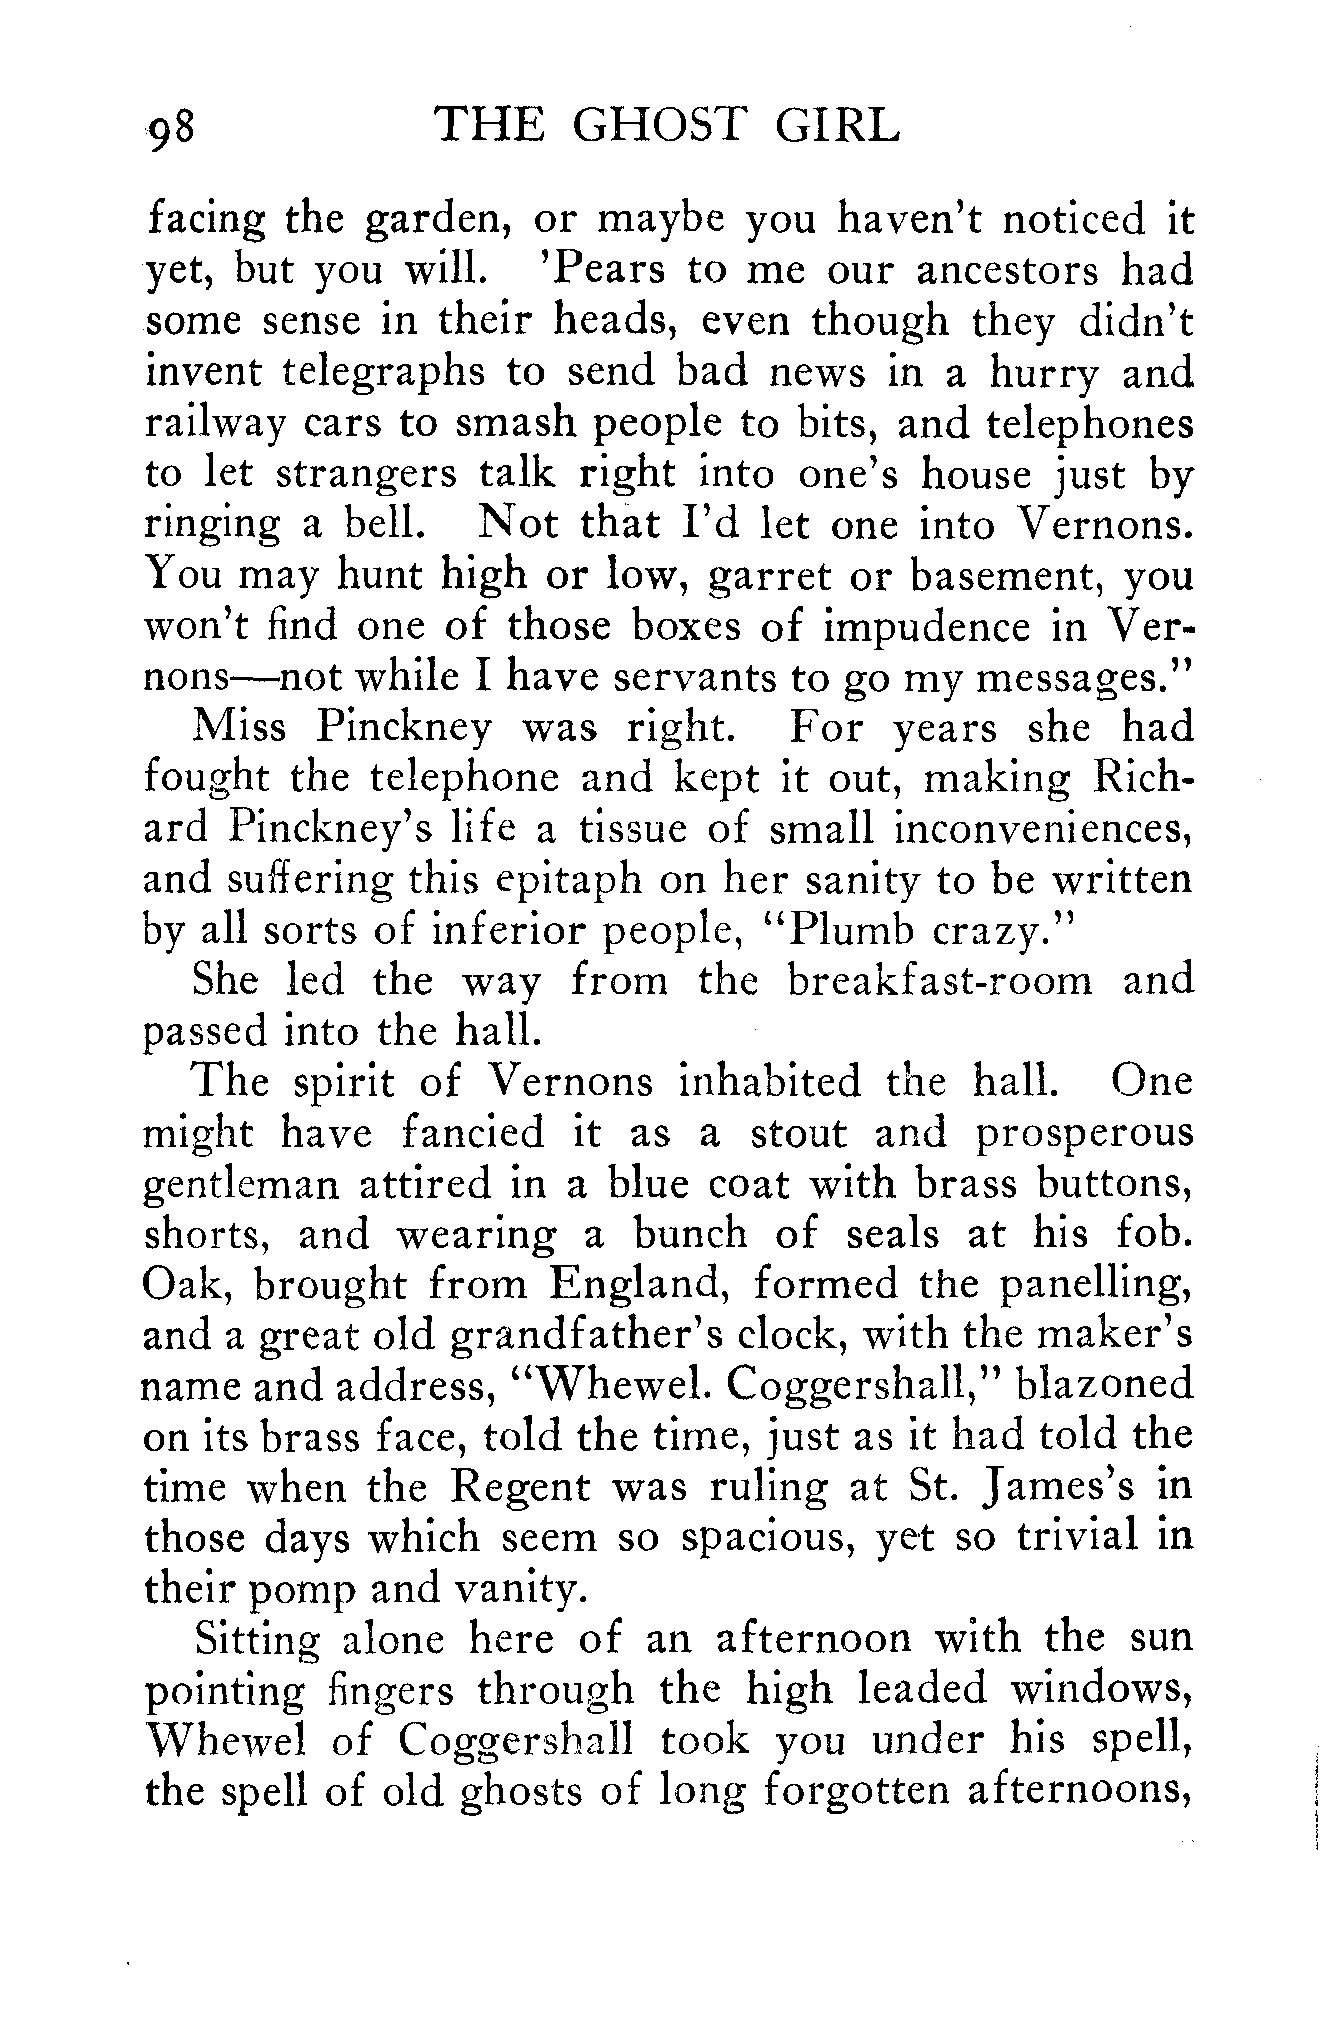 98 THE GHOST GIRL
facing the garden, or maybe you haven't noticed it
yet, but you will. 'Pears to me our ancestors had
some sense in their heads, even though they didn't
invent telegraphs to send bad news in a hurry and
railway cars to smash people to bits, and telephones
to let strangers talk right into one's house just by
ringing a bell. Not that I'd let one into Vernons.
You may hunt high or low, garret or basement, you
won't find one of those boxes of impudence in Ver-
nons—not while I have servants to go my messages."
Miss Pinckney was right. For years she had
fought the telephone and kept it out, making Rich-
ard Pinckney's life a tissue of small inconveniences,
and suffering this epitaph on her sanity to be written
by all sorts of inferior people, "Plumb crazy."
She led the way from the breakfast-room and
passed into the hall.
The spirit of Vernons inhabited the hall. One
might have fancied it as a stout and prosperous
gentleman attired in a blue coat with brass buttons,
shorts, and wearing a bunch of seals at his fob.
Oak, brought from England, formed the panelling,
and a great old grandfather's clock, with the maker's
name and address, "Whewel. Coggershall," blazoned
on its brass face, told the time, just as it had told the
time when the Regent was ruling at St. James's in
those days which seem so spacious, yet so trivial in
their pomp and vanity.
Sitting alone here of an afternoon with the sun
pointing fingers through the high leaded windows,
Whewel of Coggershall took you under his spell,
the spell of old ghosts of long forgotten afternoons,